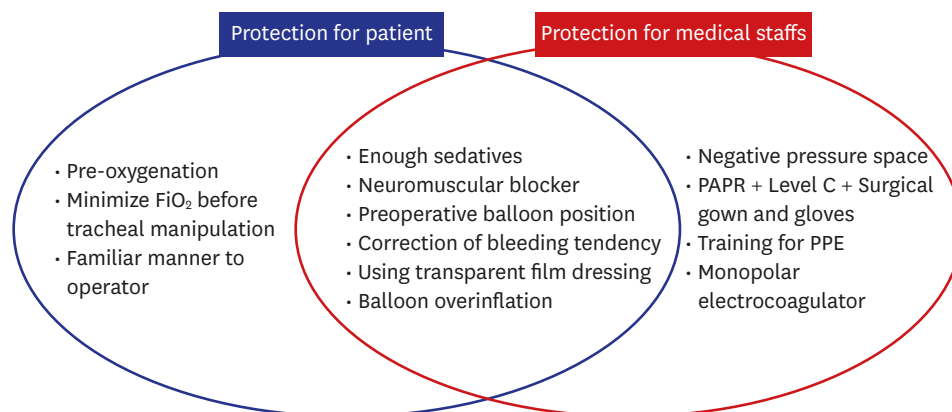 Protection for patient
Protection for medical staffs
· Pre-oxygenation
· Minimize FiO₂ before
tracheal manipulation
· Familiar manner to
operator
· Enough sedatives
· Neuromuscular blocker
· Preoperative balloon position
· Correction of bleeding tendency
· Using transparent film dressing
· Balloon overinflation
· Negative pressure space
· PAPR + Level C + Surgical
gown and gloves
· Training for PPE
· Monopolar
electrocoagulator